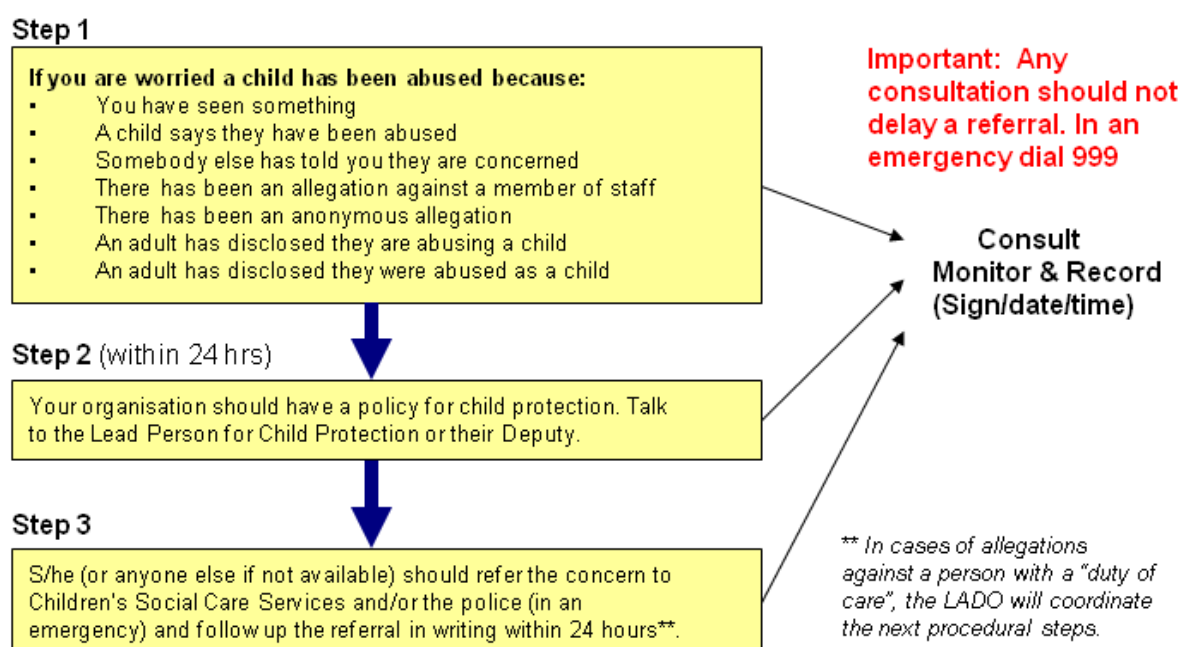 Step 1
If you are worried a child has been abused because:
▪ You have seen something
▪ A child says they have been abused
▪ Somebody else has told you they are concerned
▪ There has been an allegation against a member of staff
▪ There has been an anonymous allegation
▪ An adult has disclosed they are abusing a child
▪ An adult has disclosed they were abused as a child
Important: Any
consultation should not
delay a referral. In an
emergency dial 999
Consult
Monitor & Record
(Sign/date/time)
Step 2 (within 24 hrs)
Your organisation should have a policy for child protection. Talk
to the Lead Person for Child Protection or their Deputy.
Step 3
S/he (or anyone else if not available) should refer the concern to
Children's Social Care Services and/or the police (in an
emergency) and follow up the referral in writing within 24 hours**.
** In cases of allegations
against a person with a “duty of
care”, the LADO will coordinate
the next procedural steps.